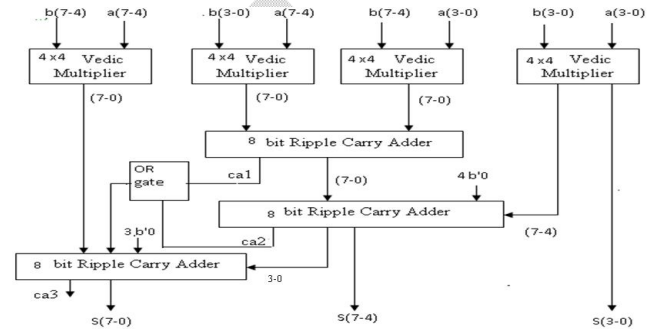 b(7-4) a(7-4) b(3-0) a(7-4) b(7-4) a(3-0) b(3-0) a(3-0)
4 x4 Vedic Multiplier
4 x4 Vedic Multiplier
4 x4 Vedic Multiplier
4 x4 Vedic Multiplier
(7-0) (7-0) (7-0)
8 bit Ripple Carry Adder
OR gate
ca1
(7-0)
4 b'0
8 bit Ripple Carry Adder
(7-4)
3,b'0
ca2
8 bit Ripple Carry Adder
3-0
ca3
S(7-0) S(7-4) S(3-0)